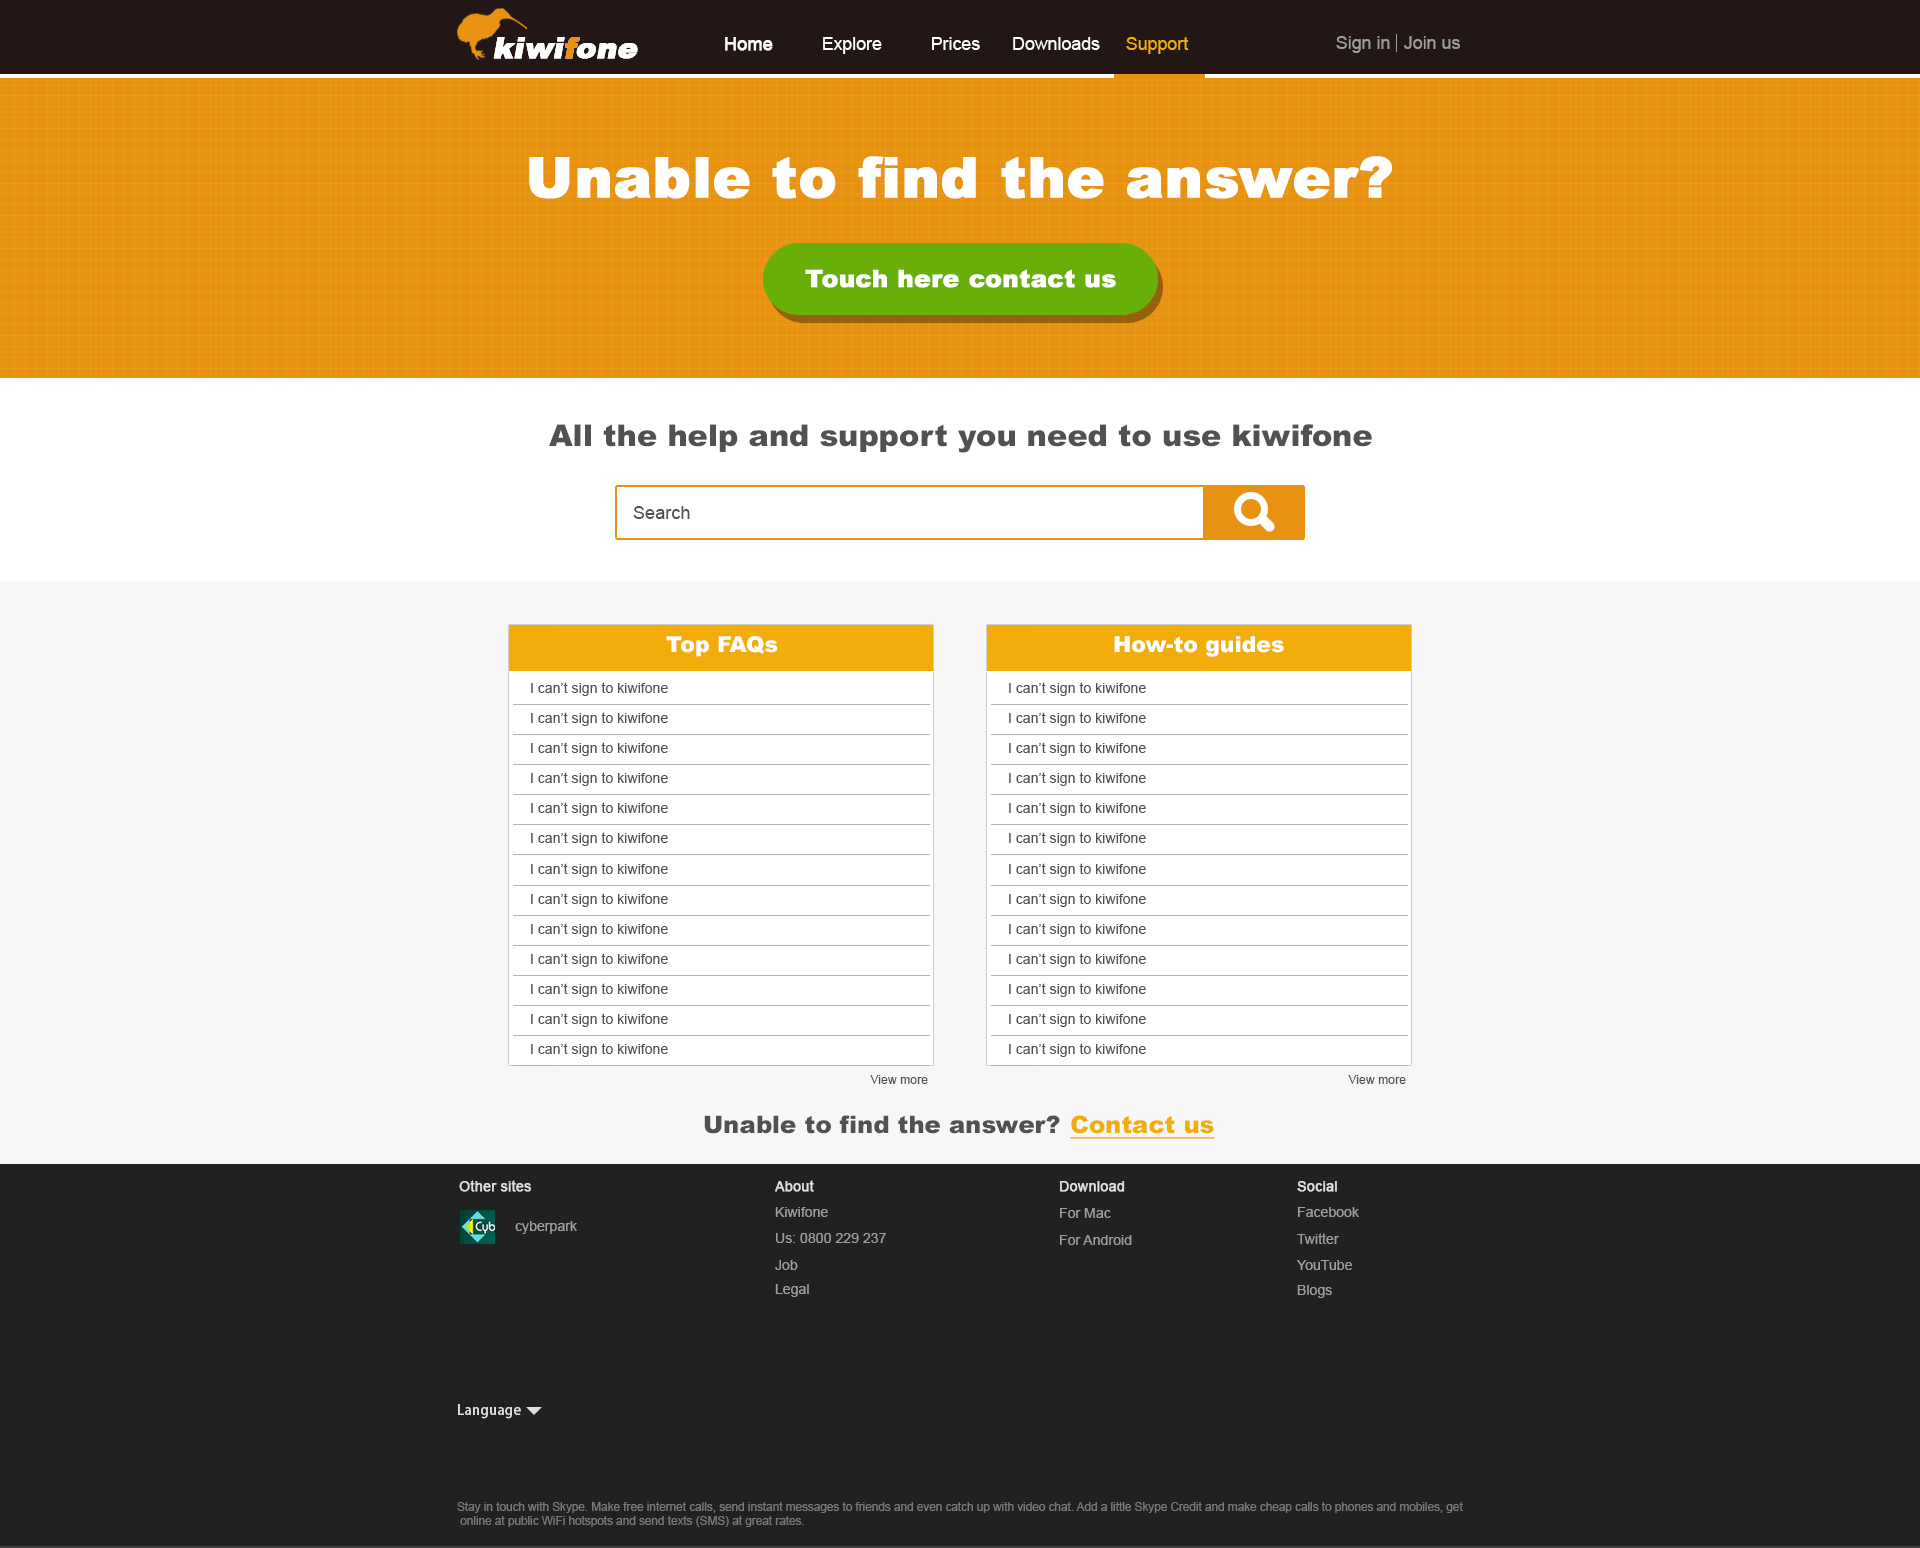 kiwifone
Home Explore Prices Downloads Support
Sign in | Join us
Unable to find the answer?
Touch here contact us
All the help and support you need to use kiwifone
Search
Top FAQs
I can't sign to kiwifone
I can't sign to kiwifone
I can't sign to kiwifone
I can't sign to kiwifone
I can't sign to kiwifone
I can't sign to kiwifone
I can't sign to kiwifone
I can't sign to kiwifone
I can't sign to kiwifone
I can't sign to kiwifone
I can't sign to kiwifone
I can't sign to kiwifone
I can't sign to kiwifone
View more
How-to guides
I can't sign to kiwifone
I can't sign to kiwifone
I can't sign to kiwifone
I can't sign to kiwifone
I can't sign to kiwifone
I can't sign to kiwifone
I can't sign to kiwifone
I can't sign to kiwifone
I can't sign to kiwifone
I can't sign to kiwifone
I can't sign to kiwifone
I can't sign to kiwifone
I can't sign to kiwifone
View more
Unable to find the answer? Contact us
Other sites
Cyb
cyberpark
About
Kiwifone
Us: 0800 229 237
Job
Legal
Download
For Mac
For Android
Social
Facebook
Twitter
YouTube
Blogs
Language
Stay in touch with Skype. Make free internet calls, send instant messages to friends and even catch up with video chat. Add a little Skype Credit and make cheap calls to phones and mobiles, get
online at public WiFi hotspots and send texts (SMS) at great rates.